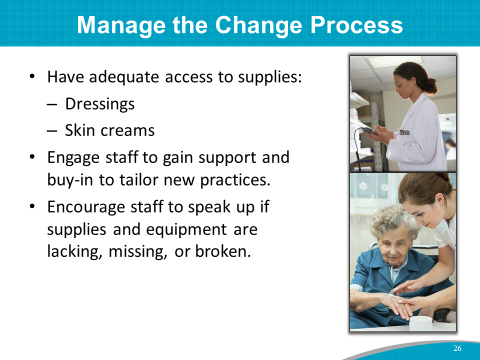 Manage the Change Process
• Have adequate access to supplies:
– Dressings
– Skin creams
• Engage staff to gain support and
buy-in to tailor new practices.
• Encourage staff to speak up if
supplies and equipment are
lacking, missing, or broken.
26